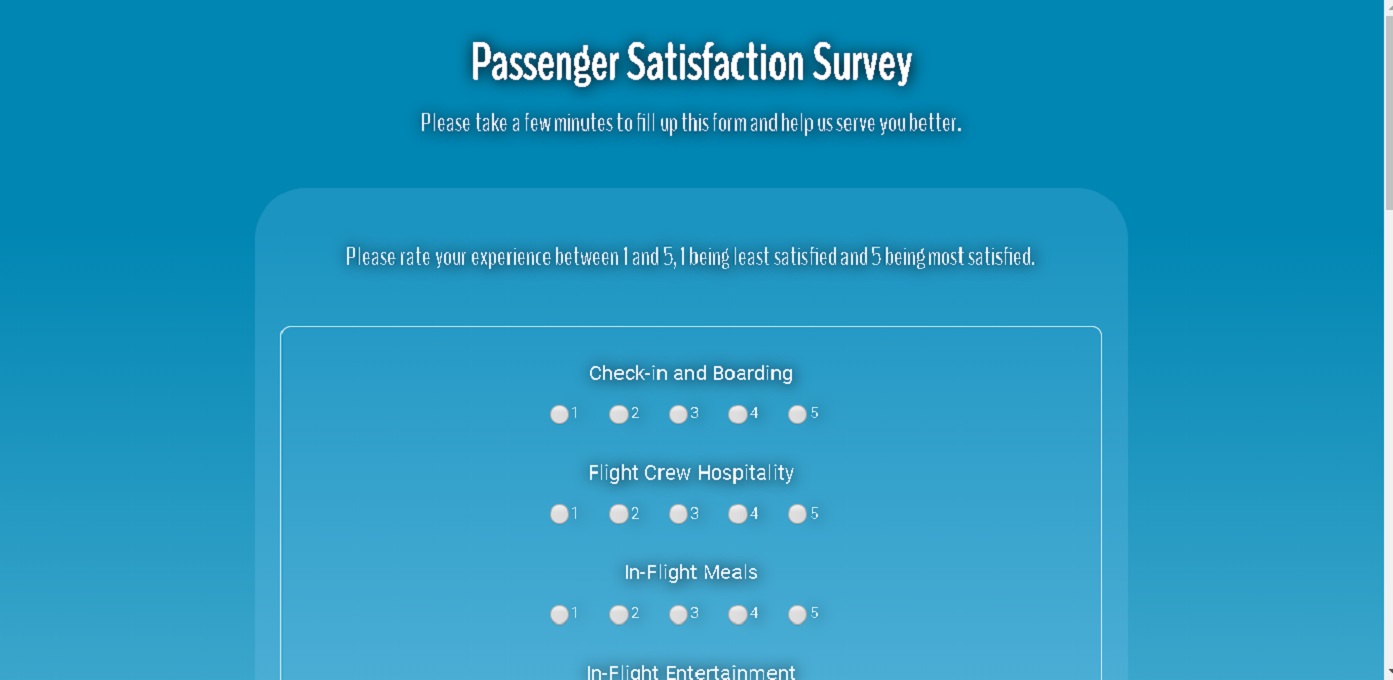 Passenger Satisfaction Survey
Please take a few minutes to fill up this form and help us serve you better.
Please rate your experience between 1 and 5, 1 being least satisfied and 5 being most satisfied.
Check-in and Boarding
1 2 3 4 5
Flight Crew Hospitality
1 2 3 4 5
In-Flight Meals
1 2 3 4 5
In-Flight Entertainment